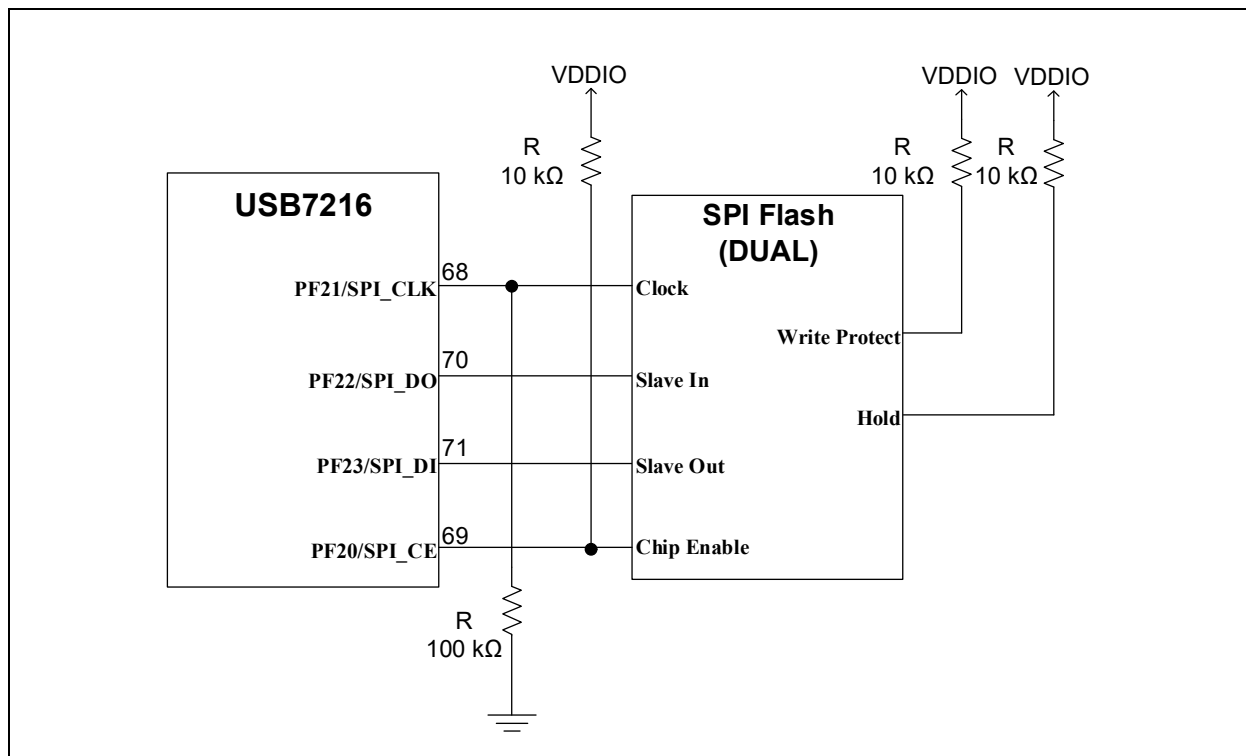 VDDIO
VDDIO
VDDIO
R
10 kΩ
R
10 kΩ
R
10 kΩ
USB7216
SPI Flash
(DUAL)
PF21/SPI_CLK
68
Clock
Write Protect
PF22/SPI_DO
70
Slave In
Hold
PF23/SPI_DI
71
Slave Out
PF20/SPI_CE
69
Chip Enable
R
100 kΩ